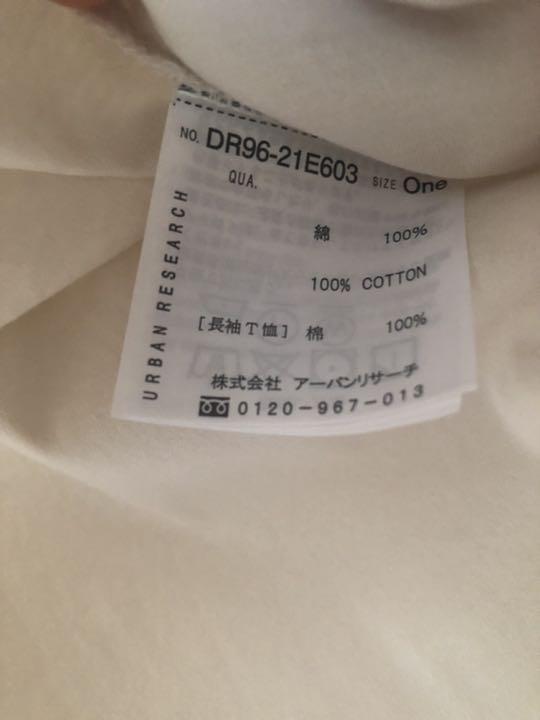 NO. DR96-21E603 SIZE One
QUA.
綿 100%
100% COTTON
[長袖T恤] 棉 100%
株式会社 アーバンリサーチ
0120-967-013
URBAN RESEARCH